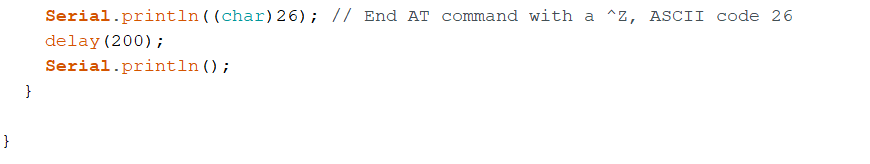 Serial.println((char)26); // End AT command with a ^Z, ASCII code 26
delay(200);
Serial.println();
}
}